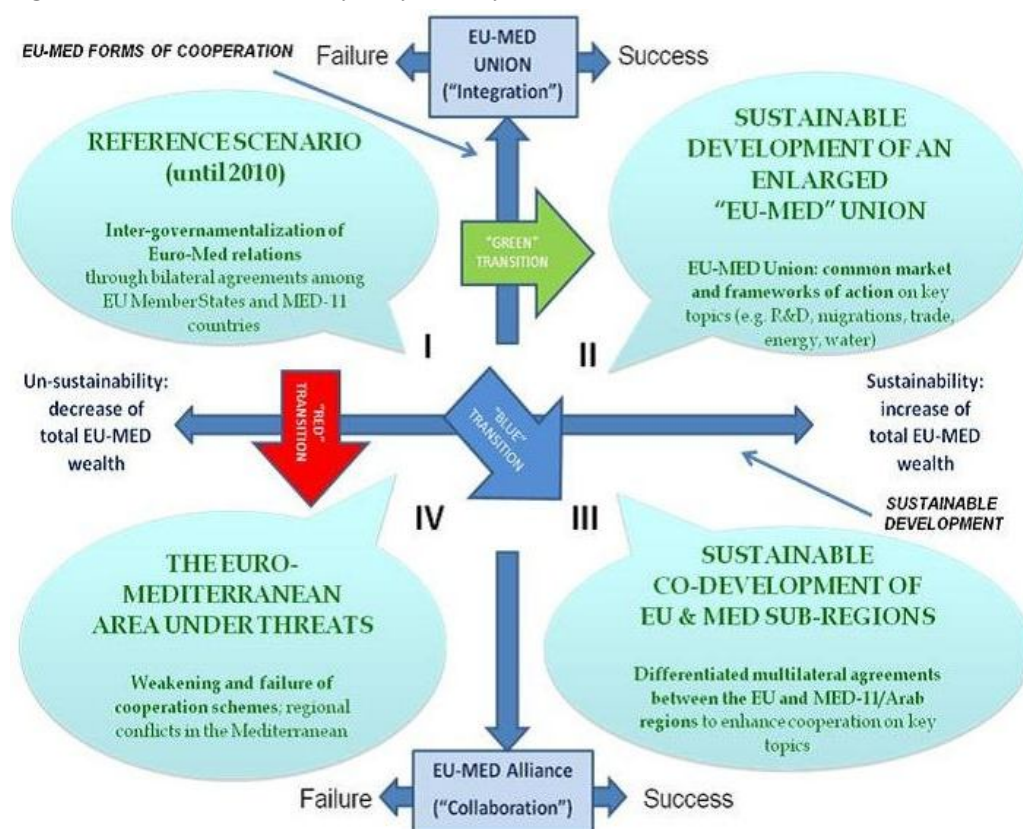 EU-MED FORMS OF COOPERATION
Failure
EU-MED
UNION
("Integration")
Success
REFERENCE SCENARIO
(until 2010)
Inter-governamentalization of
Euro-Med relations
through bilateral agreements among
EU Member States and MED-11
countries
"GREEN"
TRANSITION
SUSTAINABLE
DEVELOPMENT OF AN
ENLARGED
"EU-MED" UNION
EU-MED Union: common market
and frameworks of action on key
topics (e.g. R&D, migrations, trade,
energy, water)
I
II
Un-sustainability:
decrease of
total EU-MED
wealth
"RED"
TRANSITION
"BLUE"
TRANSITION
Sustainability:
increase of
total EU-MED
wealth
SUSTAINABLE
DEVELOPMENT
IV
III
THE EURO-
MEDITERRANEAN
AREA UNDER THREATS
Weakening and failure of
cooperation schemes; regional
conflicts in the Mediterranean
SUSTAINABLE
CO-DEVELOPMENT OF
EU & MED SUB-REGIONS
Differentiated multilateral agreements
between the EU and MED-11/Arab
regions to enhance cooperation on key
topics
Failure
EU-MED Alliance
("Collaboration")
Success